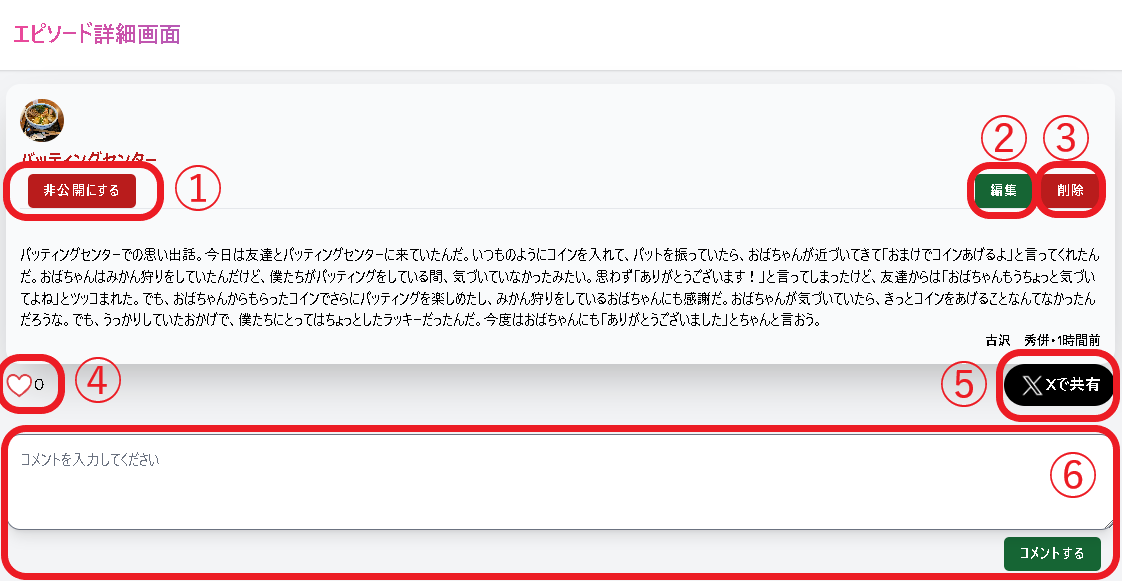 エピソード詳細画面
バッティングセンター
② ③
非公開にする ① 編集 削除
バッティングセンターでの思い出話。今日は友達とバッティングセンターに来ていたんだ。いつものようにコインを入れて、バットを振っていたら、おばちゃんが近づいてきて「おまけでコインあげるよ」と言ってくれたん
だ。おばちゃんはみかん狩りをしていたんだけど、僕たちがバッティングをしている間、気づいていなかったみたい。思わず「ありがとうございます！」と言ってしまったけど、友達からは「おばちゃんもうちょっと気づい
てよね」とツッコまれた。でも、おばちゃんからもらったコインでさらにバッティングを楽しめたし、みかん狩りをしているおばちゃんにも感謝だ。おばちゃんが気づいていたら、きっとコインをあげることなんてなかったん
だろうな。でも、うっかりしていたおかげで、僕たちにとってはちょっとしたラッキーだったんだ。今度はおばちゃんにも「ありがとうございました」とちゃんと言おう。
古沢　秀併•1時間前
0 ④ ⑤ Xで共有
コメントを入力してください
⑥
コメントする